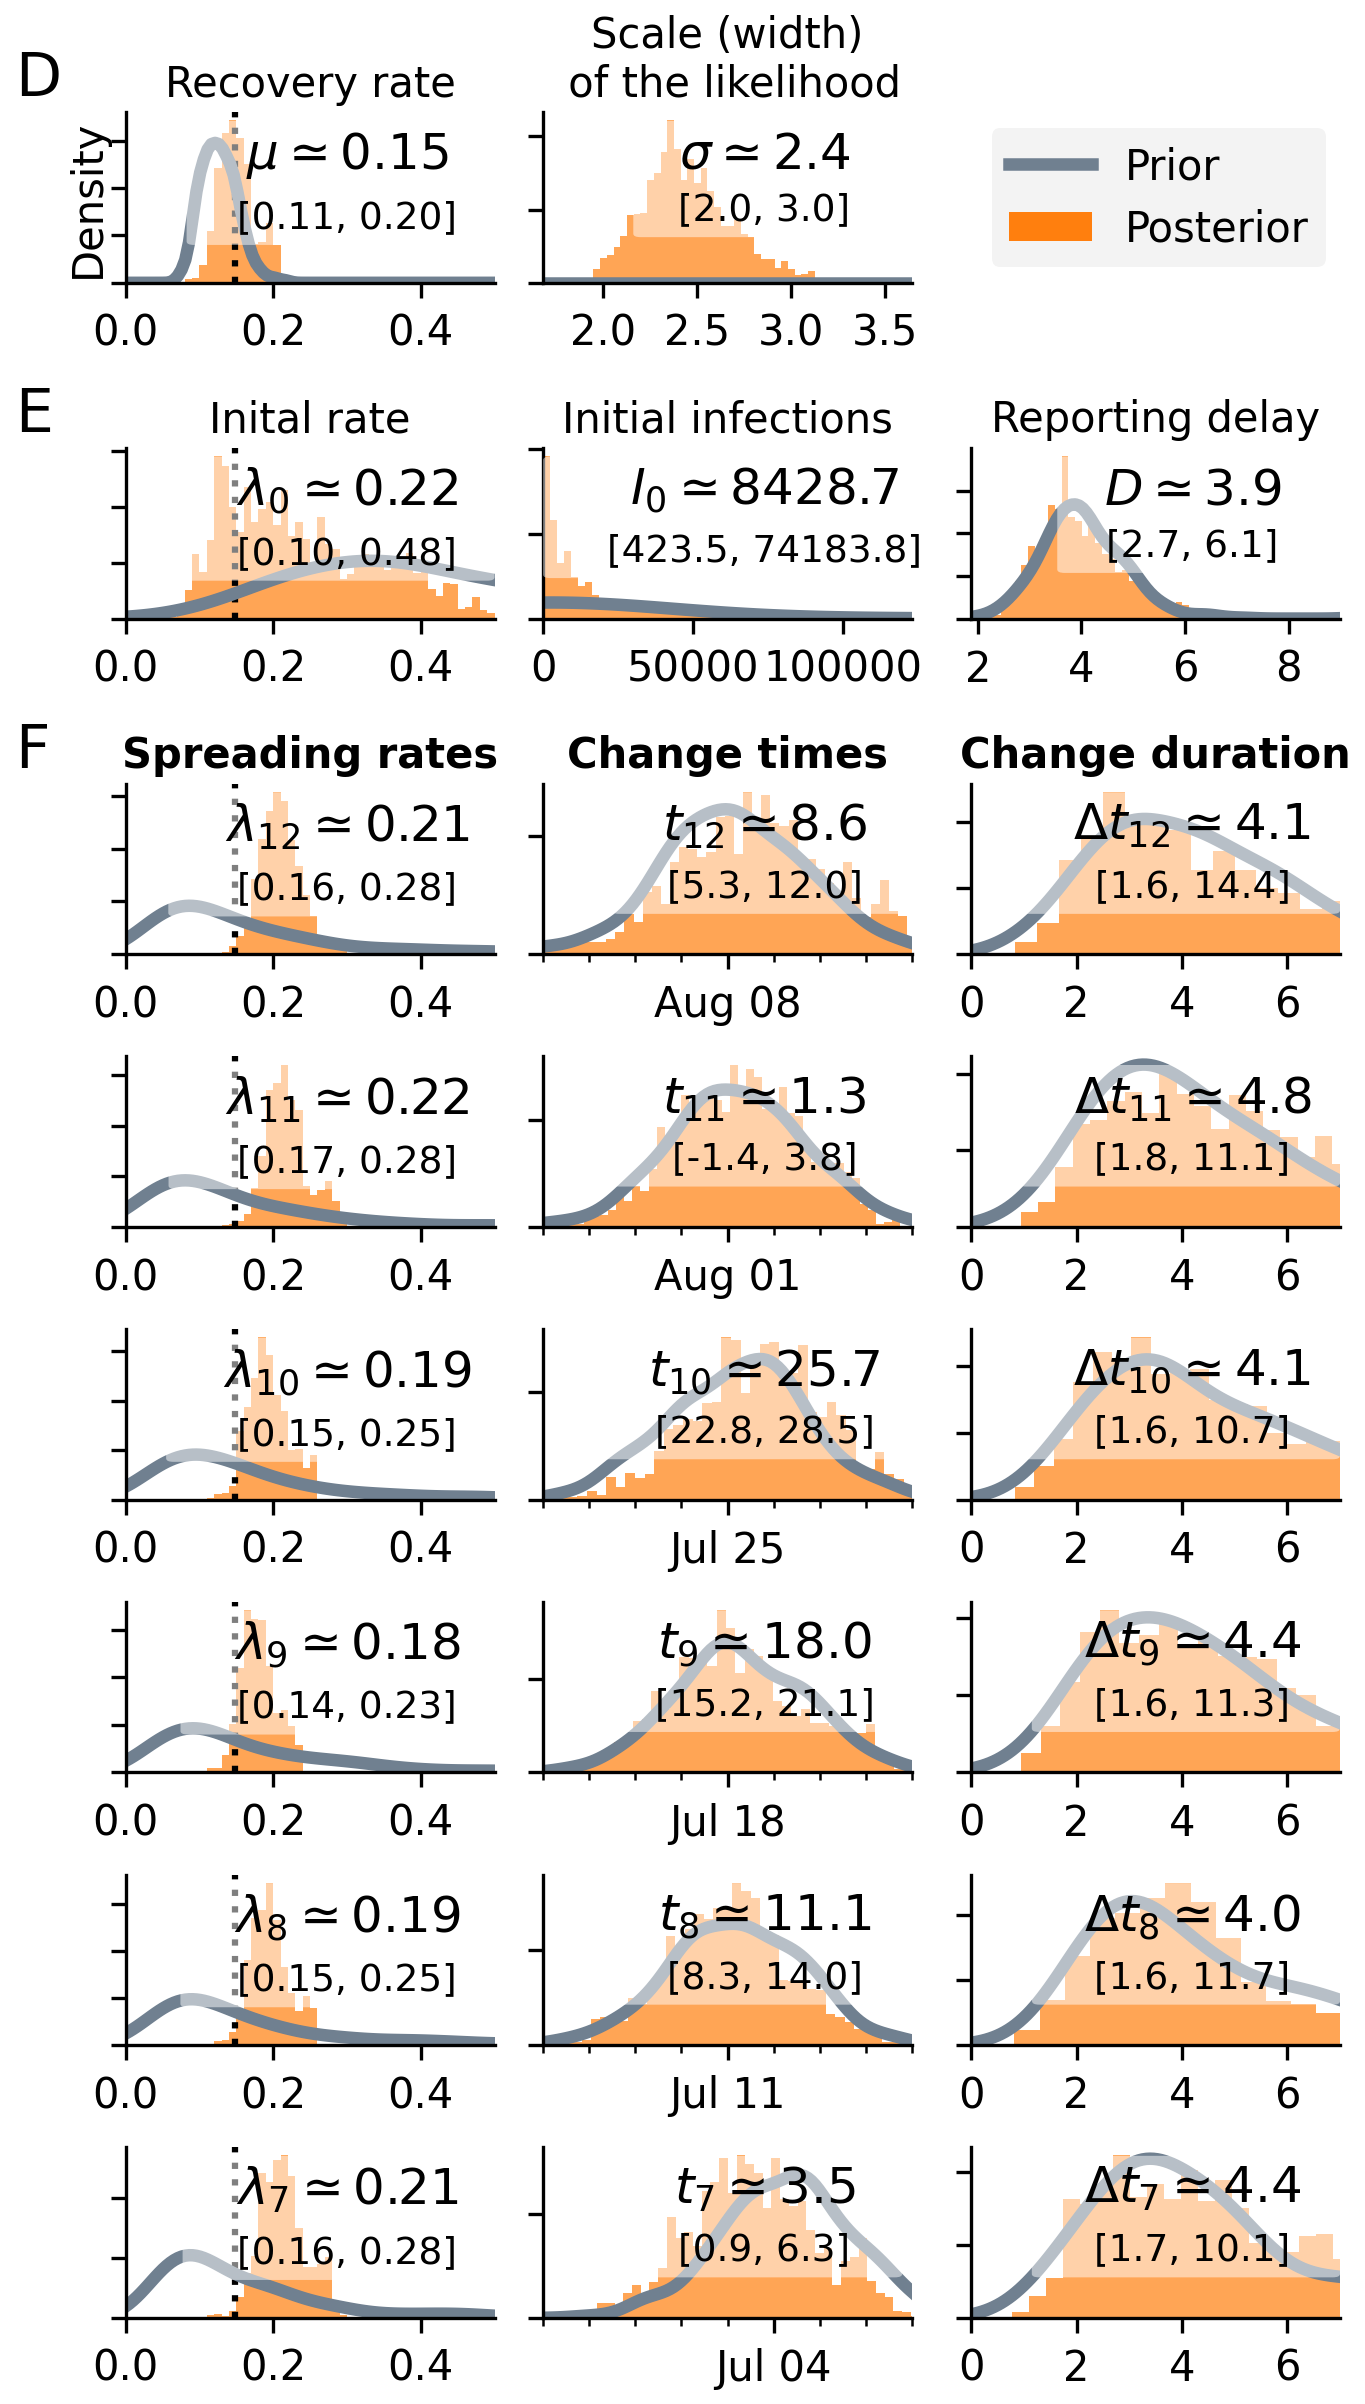 D
Recovery rate
Scale (width)
of the likelihood
Density
μ ≃ 0.15
[0.11, 0.20]
σ ≃ 2.4
[2.0, 3.0]
Prior
Posterior
0.0 0.2 0.4
2.0 2.5 3.0 3.5
E
Inital rate
Initial infections
Reporting delay
λ0 ≃ 0.22
[0.10, 0.48]
I0 ≃ 8428.7
[423.5, 74183.8]
D ≃ 3.9
[2.7, 6.1]
0.0 0.2 0.4
0 50000 100000
2 4 6 8
F
Spreading rates
Change times
Change duration
λ12 ≃ 0.21
[0.16, 0.28]
t12 ≃ 8.6
[5.3, 12.0]
Δt12 ≃ 4.1
[1.6, 14.4]
0.0 0.2 0.4
Aug 08
0 2 4 6
λ11 ≃ 0.22
[0.17, 0.28]
t11 ≃ 1.3
[-1.4, 3.8]
Δt11 ≃ 4.8
[1.8, 11.1]
0.0 0.2 0.4
Aug 01
0 2 4 6
λ10 ≃ 0.19
[0.15, 0.25]
t10 ≃ 25.7
[22.8, 28.5]
Δt10 ≃ 4.1
[1.6, 10.7]
0.0 0.2 0.4
Jul 25
0 2 4 6
λ9 ≃ 0.18
[0.14, 0.23]
t9 ≃ 18.0
[15.2, 21.1]
Δt9 ≃ 4.4
[1.6, 11.3]
0.0 0.2 0.4
Jul 18
0 2 4 6
λ8 ≃ 0.19
[0.15, 0.25]
t8 ≃ 11.1
[8.3, 14.0]
Δt8 ≃ 4.0
[1.6, 11.7]
0.0 0.2 0.4
Jul 11
0 2 4 6
λ7 ≃ 0.21
[0.16, 0.28]
t7 ≃ 3.5
[0.9, 6.3]
Δt7 ≃ 4.4
[1.7, 10.1]
0.0 0.2 0.4
Jul 04
0 2 4 6